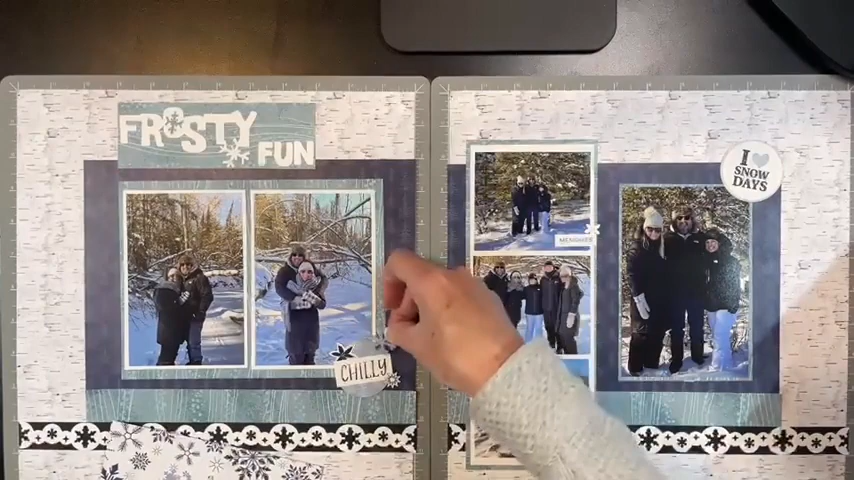 FROSTY
FUN
I
SNOW
DAYS
MEMORIES
CHILLY